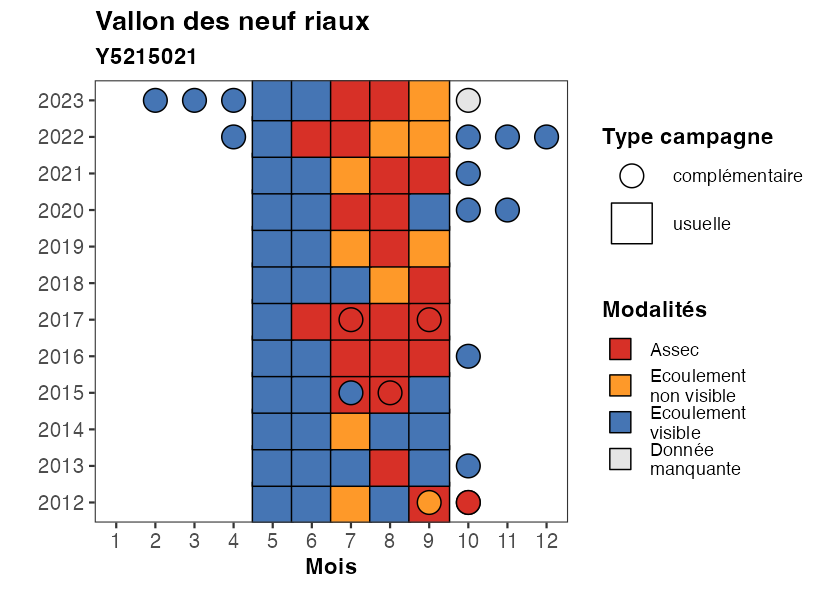 Vallon des neuf riaux
Y5215021
2023
2022
2021
2020
2019
2018
2017
2016
2015
2014
2013
2012
1 2 3 4 5 6 7 8 9 10 11 12
Mois
Type campagne
complémentaire
usuelle
Modalités
Assec
Ecoulement
non visible
Ecoulement
visible
Donnée
manquante